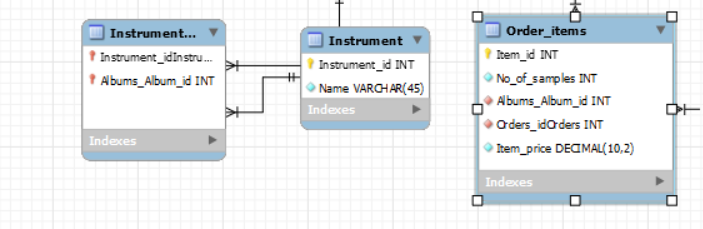 Instrument...
Instrument_idInstru...
Albums_Album_id INT
Indexes
Instrument
Instrument_id INT
Name VARCHAR(45)
Indexes
Order_items
Item_id INT
No_of_samples INT
Albums_Album_id INT
Orders_idOrders INT
Item_price DECIMAL(10,2)
Indexes